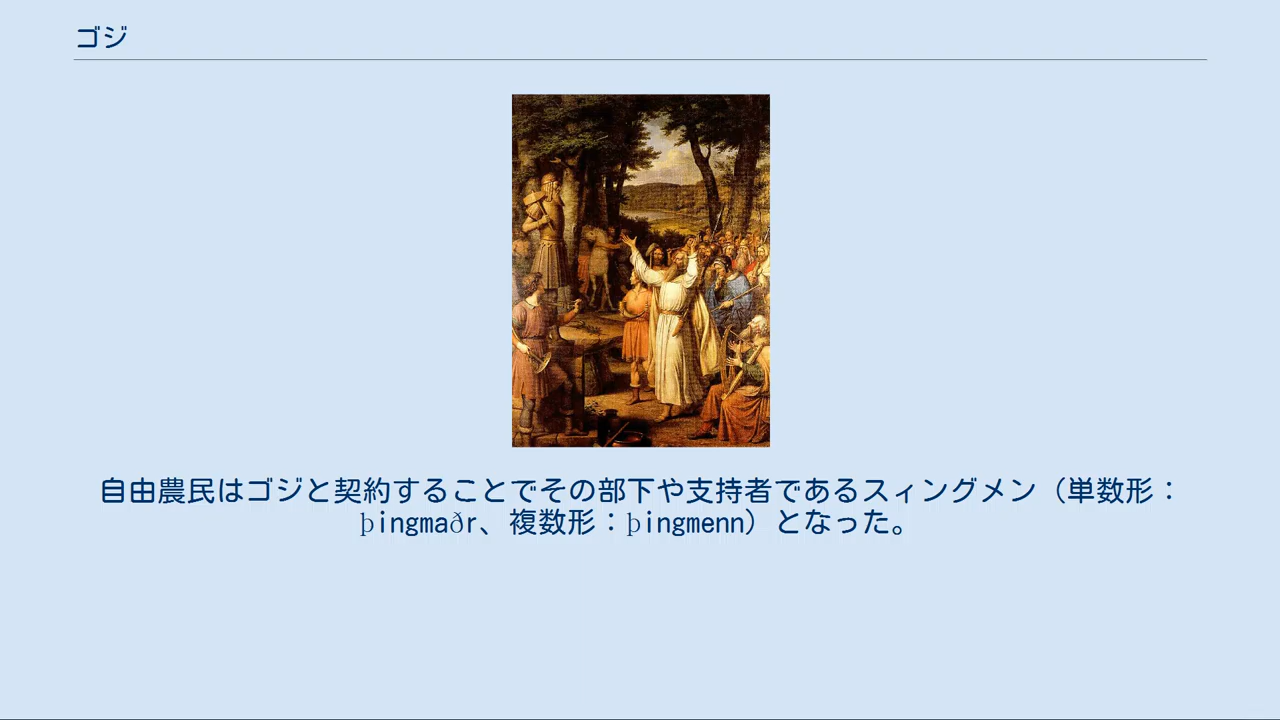 ゴジ
自由農民はゴジと契約することでその部下や支持者であるスィングメン（単数形：
þingmaðr、複数形：þingmenn）となった。